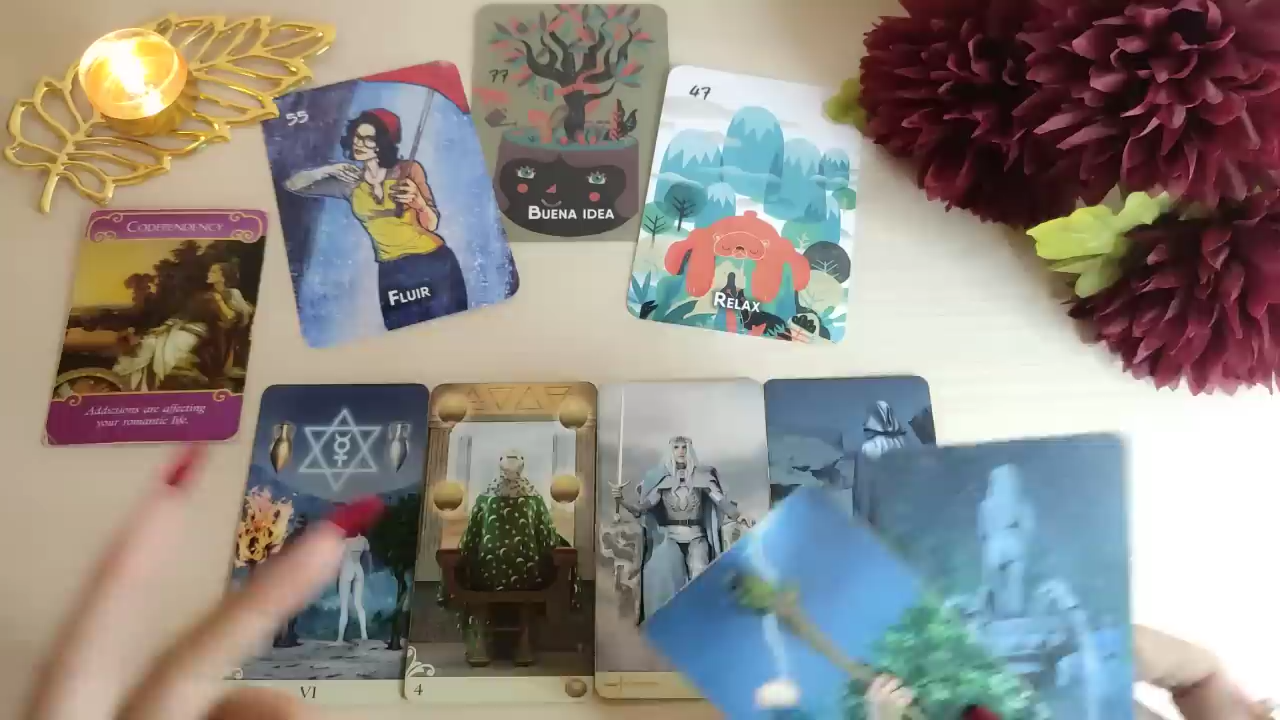 55
FLUIR
77
BUENA IDEA
47
RELAX
CODEPENDENCY
Addictions are affecting
your romantic life.
VI
4